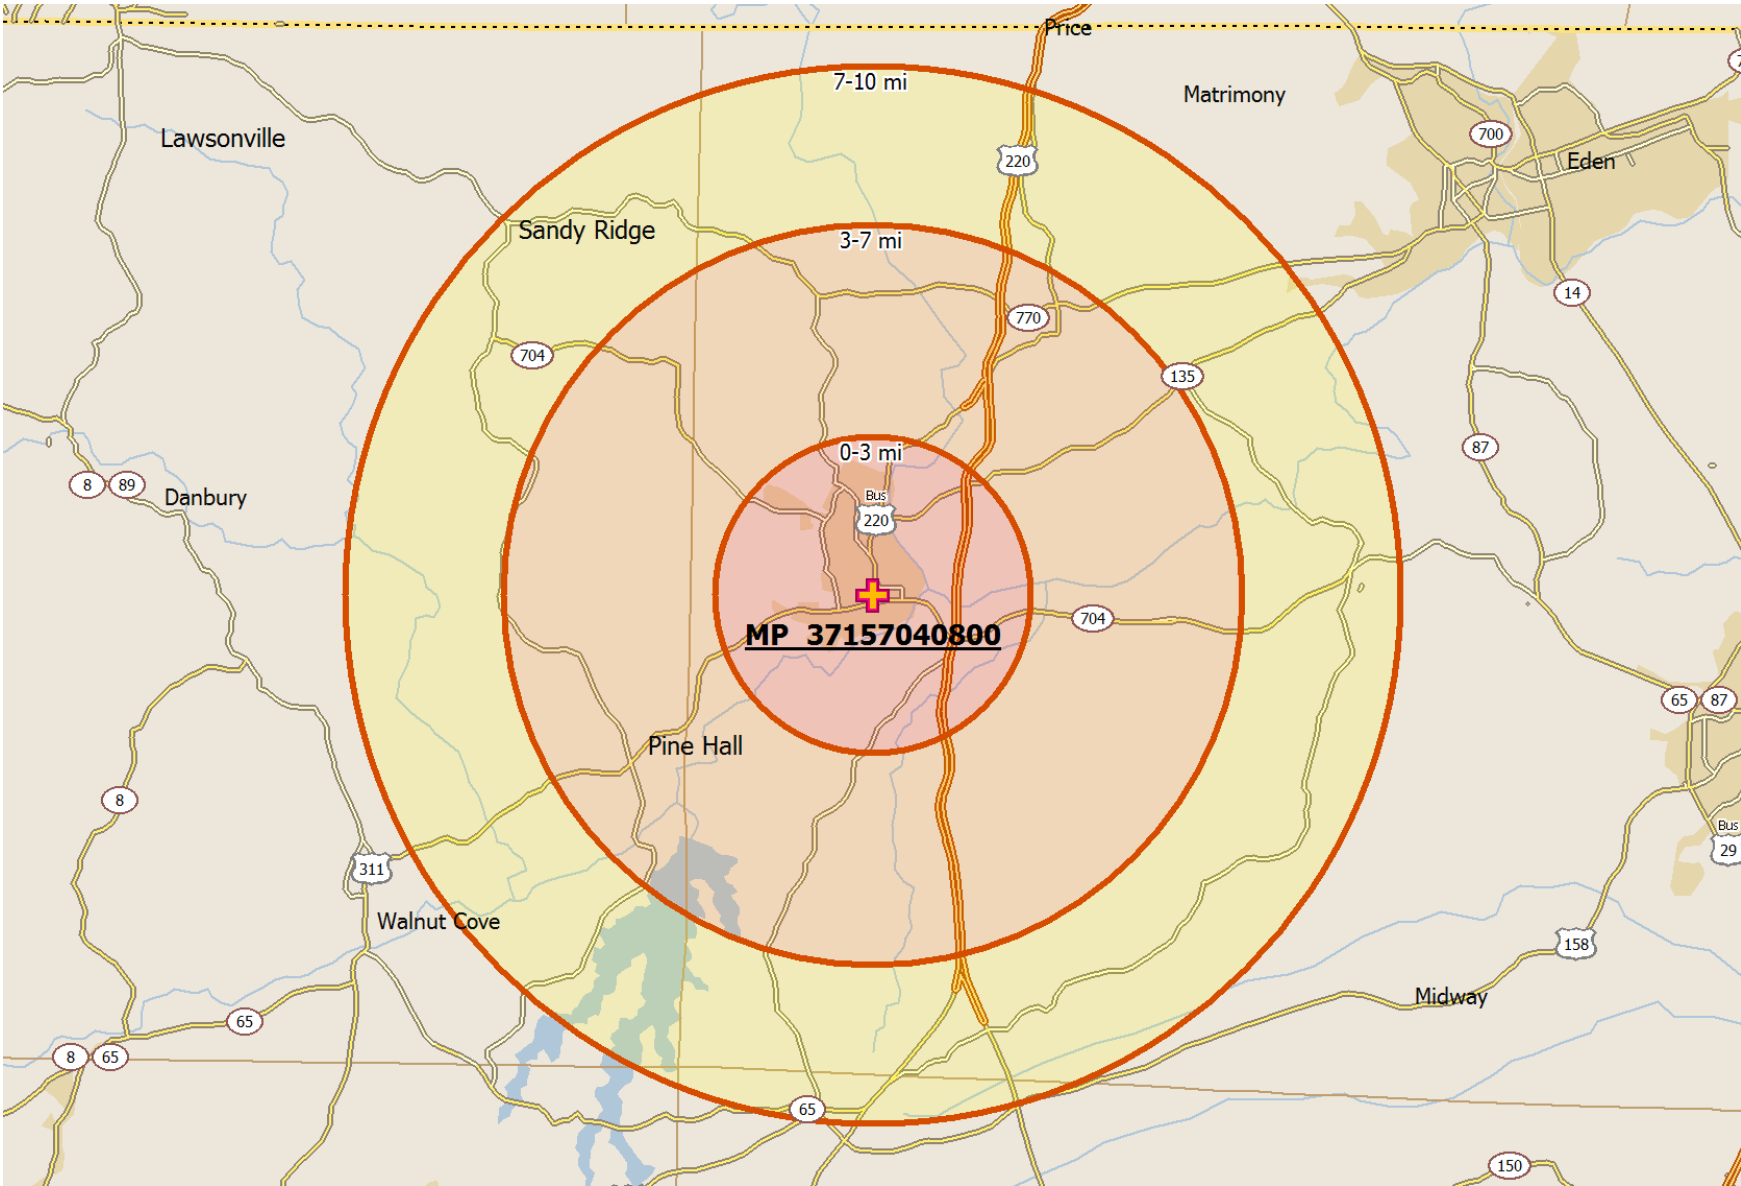 Price
7-10 mi
Matrimony
Lawsonville
700
220
Eden
Sandy Ridge
3-7 mi
14
770
704
135
0-3 mi
87
8
89
Danbury
Bus
220
704
MP 37157040800
65
87
Pine Hall
8
Bus
29
311
Walnut Cove
158
Midway
65
8
65
65
150